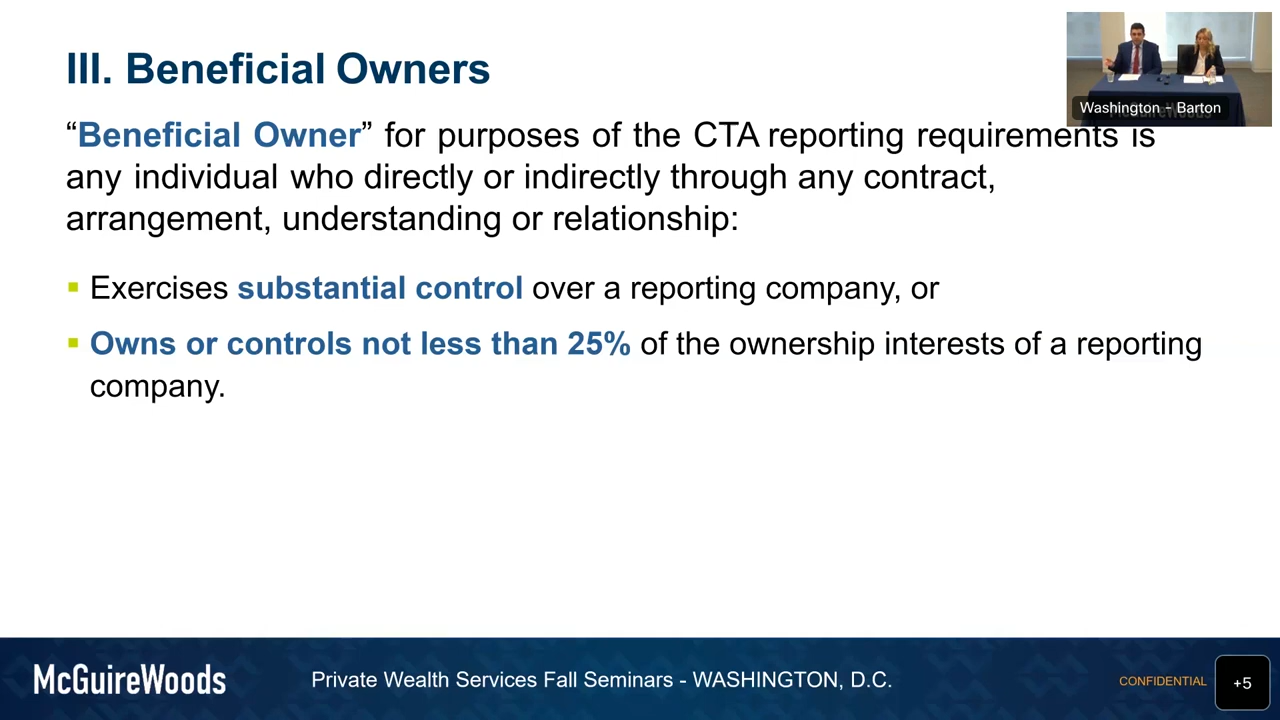 III. Beneficial Owners
Washington - Barton
“Beneficial Owner” for purposes of the CTA reporting requirements is
any individual who directly or indirectly through any contract,
arrangement, understanding or relationship:
▪ Exercises substantial control over a reporting company, or
▪ Owns or controls not less than 25% of the ownership interests of a reporting
company.
McGuireWoods
Private Wealth Services Fall Seminars - WASHINGTON, D.C.
CONFIDENTIAL
+5